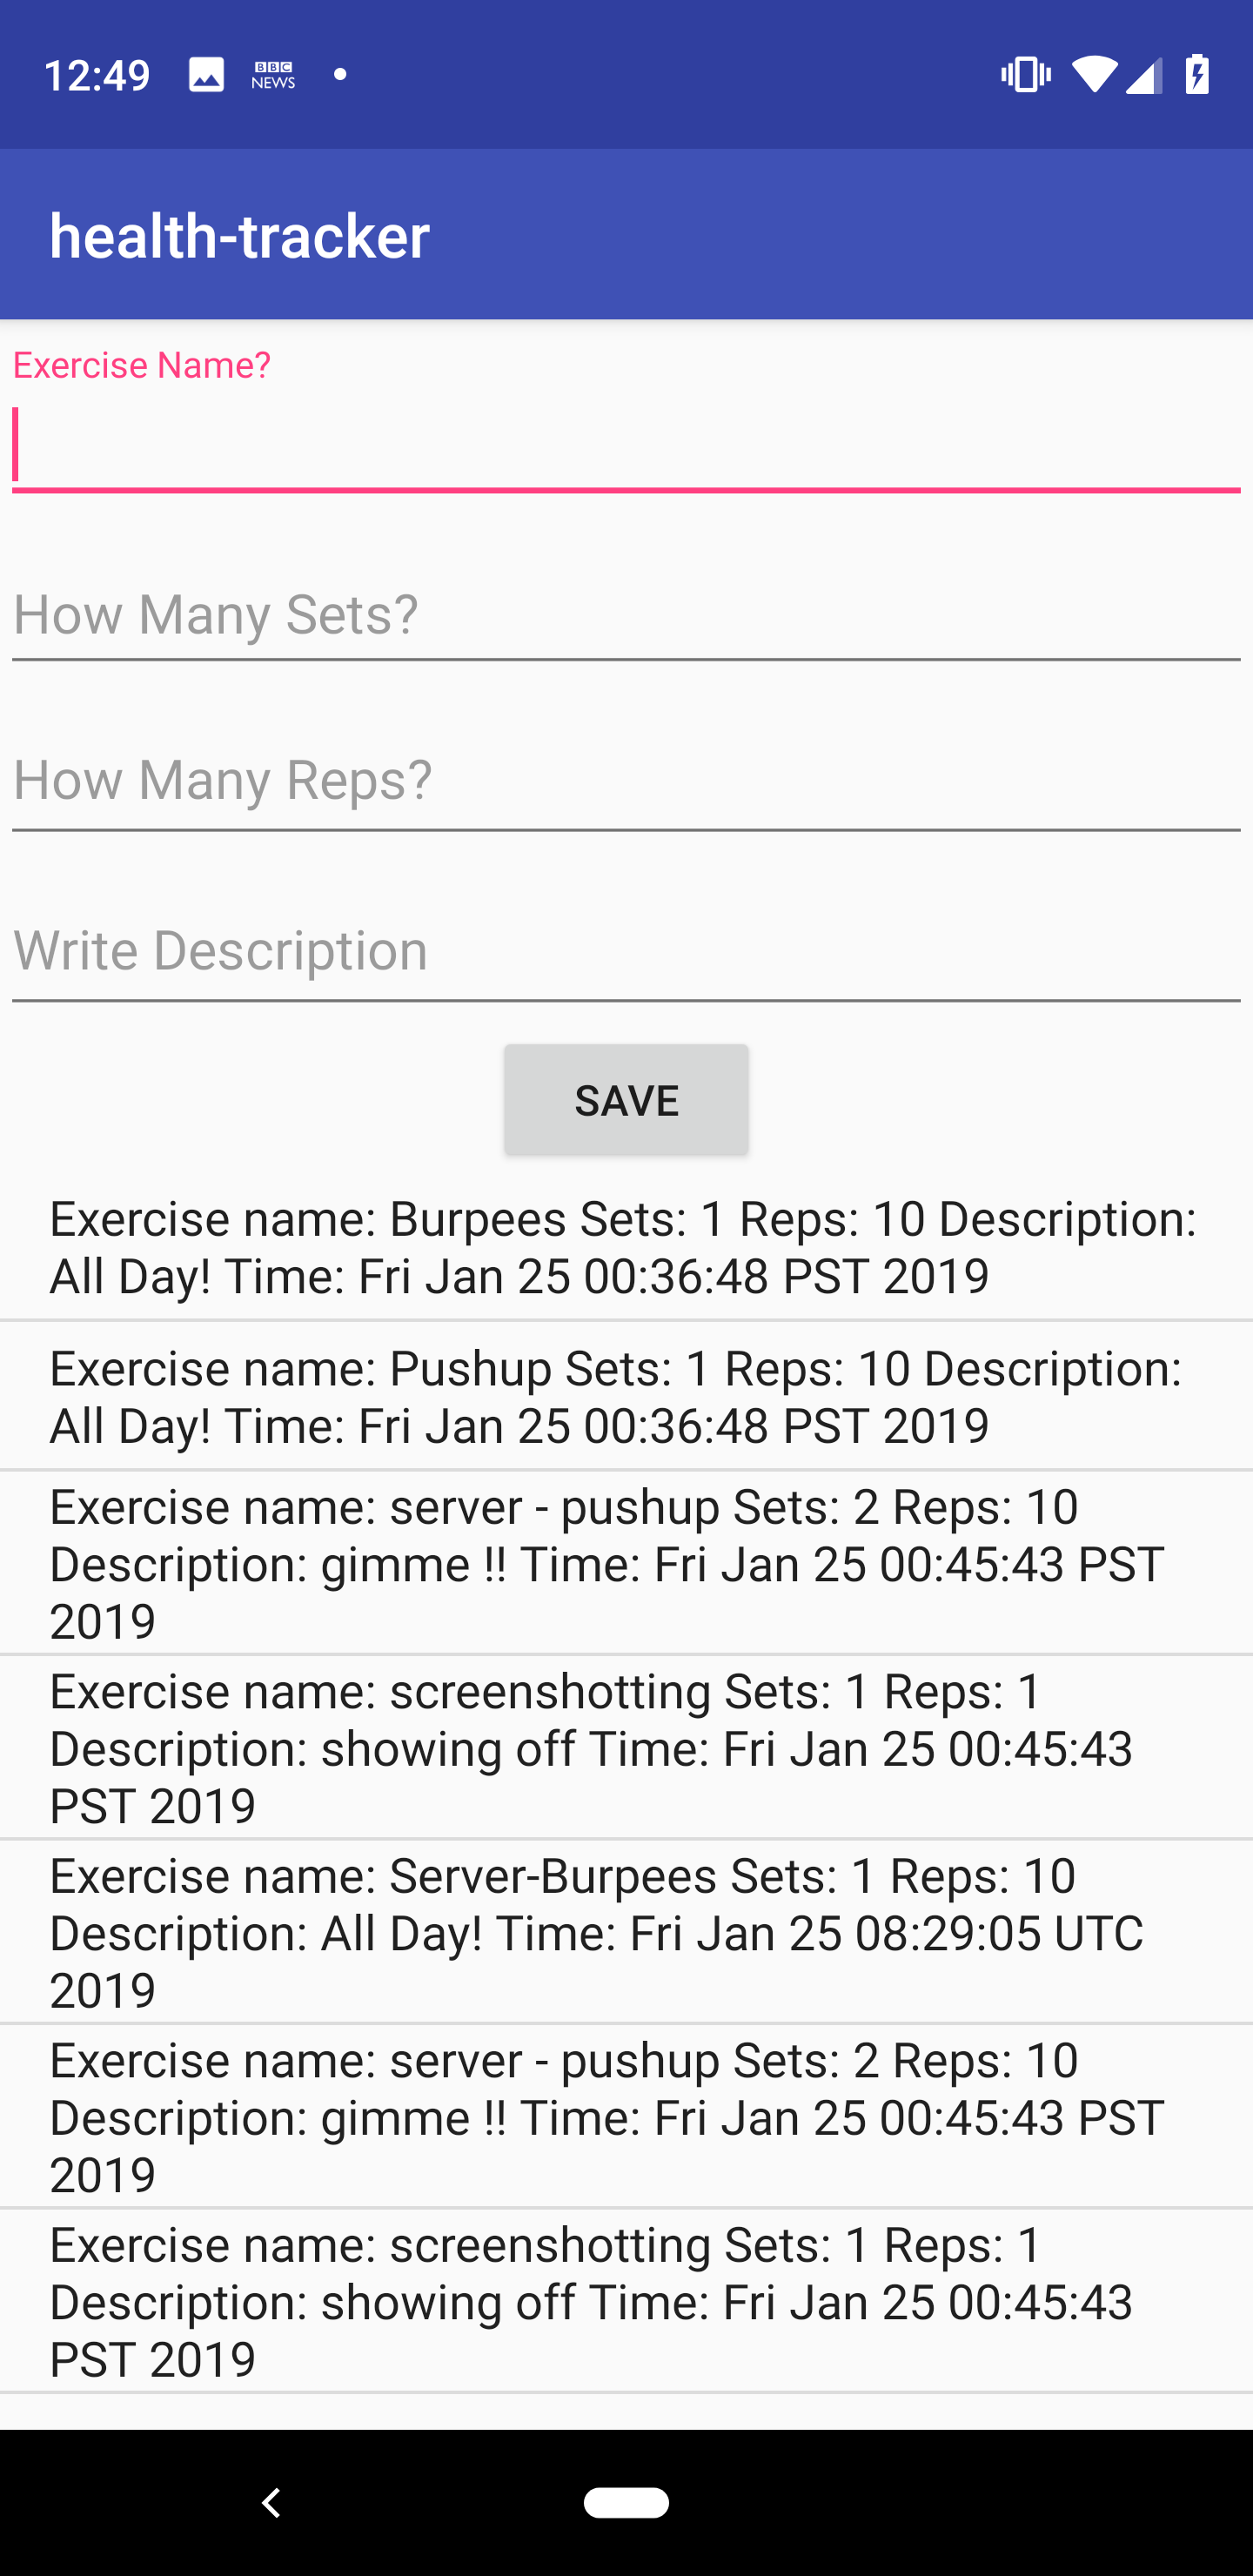 12:49
BBC
NEWS
health-tracker
Exercise Name?
How Many Sets?
How Many Reps?
Write Description
SAVE
Exercise name: Burpees Sets: 1 Reps: 10 Description:
All Day! Time: Fri Jan 25 00:36:48 PST 2019
Exercise name: Pushup Sets: 1 Reps: 10 Description:
All Day! Time: Fri Jan 25 00:36:48 PST 2019
Exercise name: server - pushup Sets: 2 Reps: 10
Description: gimme !! Time: Fri Jan 25 00:45:43 PST
2019
Exercise name: screenshotting Sets: 1 Reps: 1
Description: showing off Time: Fri Jan 25 00:45:43
PST 2019
Exercise name: Server-Burpees Sets: 1 Reps: 10
Description: All Day! Time: Fri Jan 25 08:29:05 UTC
2019
Exercise name: server - pushup Sets: 2 Reps: 10
Description: gimme !! Time: Fri Jan 25 00:45:43 PST
2019
Exercise name: screenshotting Sets: 1 Reps: 1
Description: showing off Time: Fri Jan 25 00:45:43
PST 2019